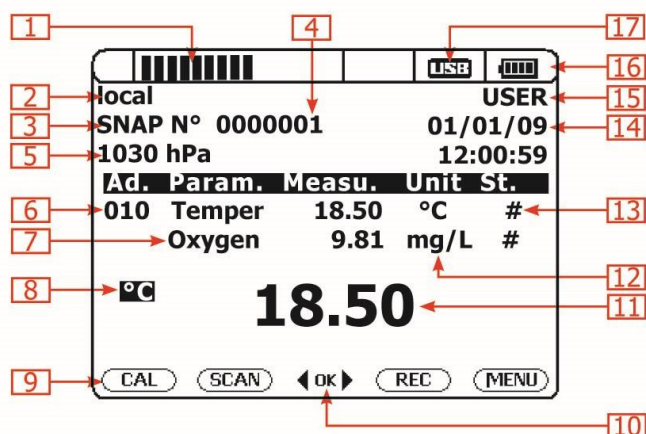 1 4 17
USB 16
2 local USER 15
3 SNAP N° 0000001 01/01/09 14
5 1030 hPa 12:00:59
Ad. Param. Measu. Unit St.
6 010 Temper 18.50 °C # 13
7 Oxygen 9.81 mg/L #
12
8 °C 18.50 11
9 CAL SCAN OK REC MENU
10